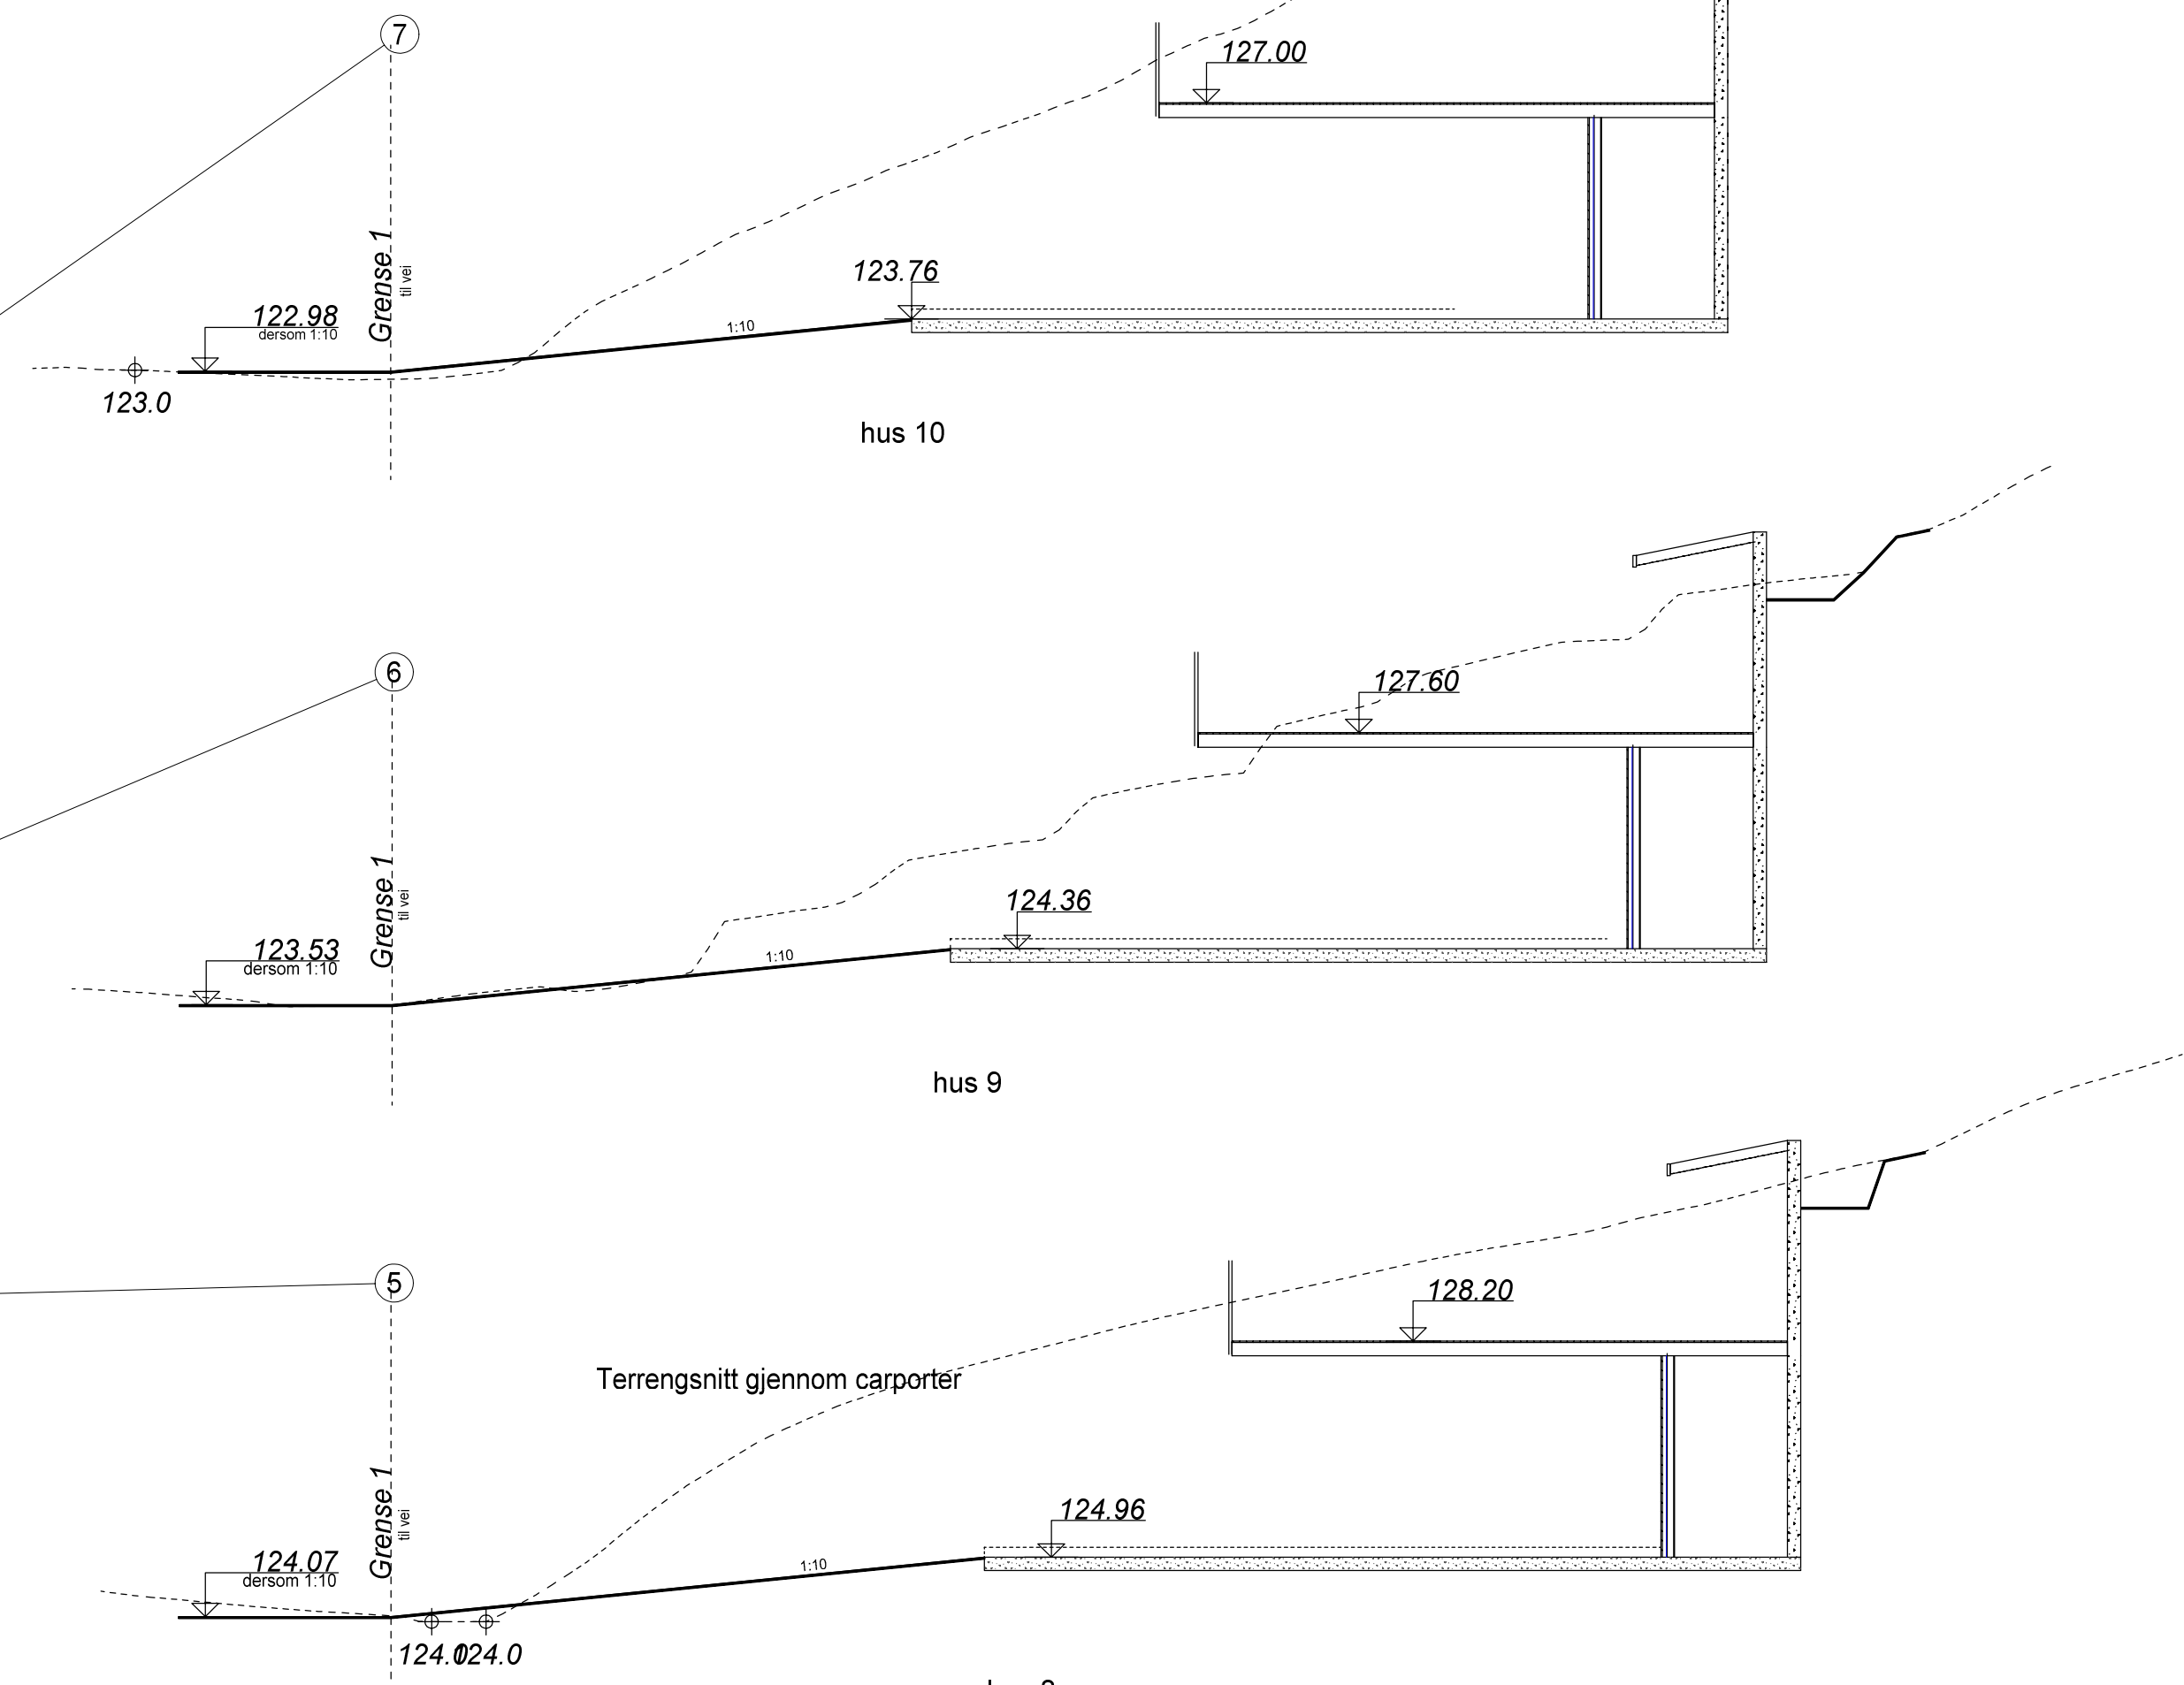 7
127.00
Grense 1
til vei
123.76
122.98
dersom 1:10
1:10
123.0
hus 10
6
127.60
Grense 1
til vei
124.36
123.53
dersom 1:10
1:10
hus 9
5
128.20
Terrengsnitt gjennom carporter
Grense 1
til vei
124.96
124.07
dersom 1:10
1:10
124.0
124.0